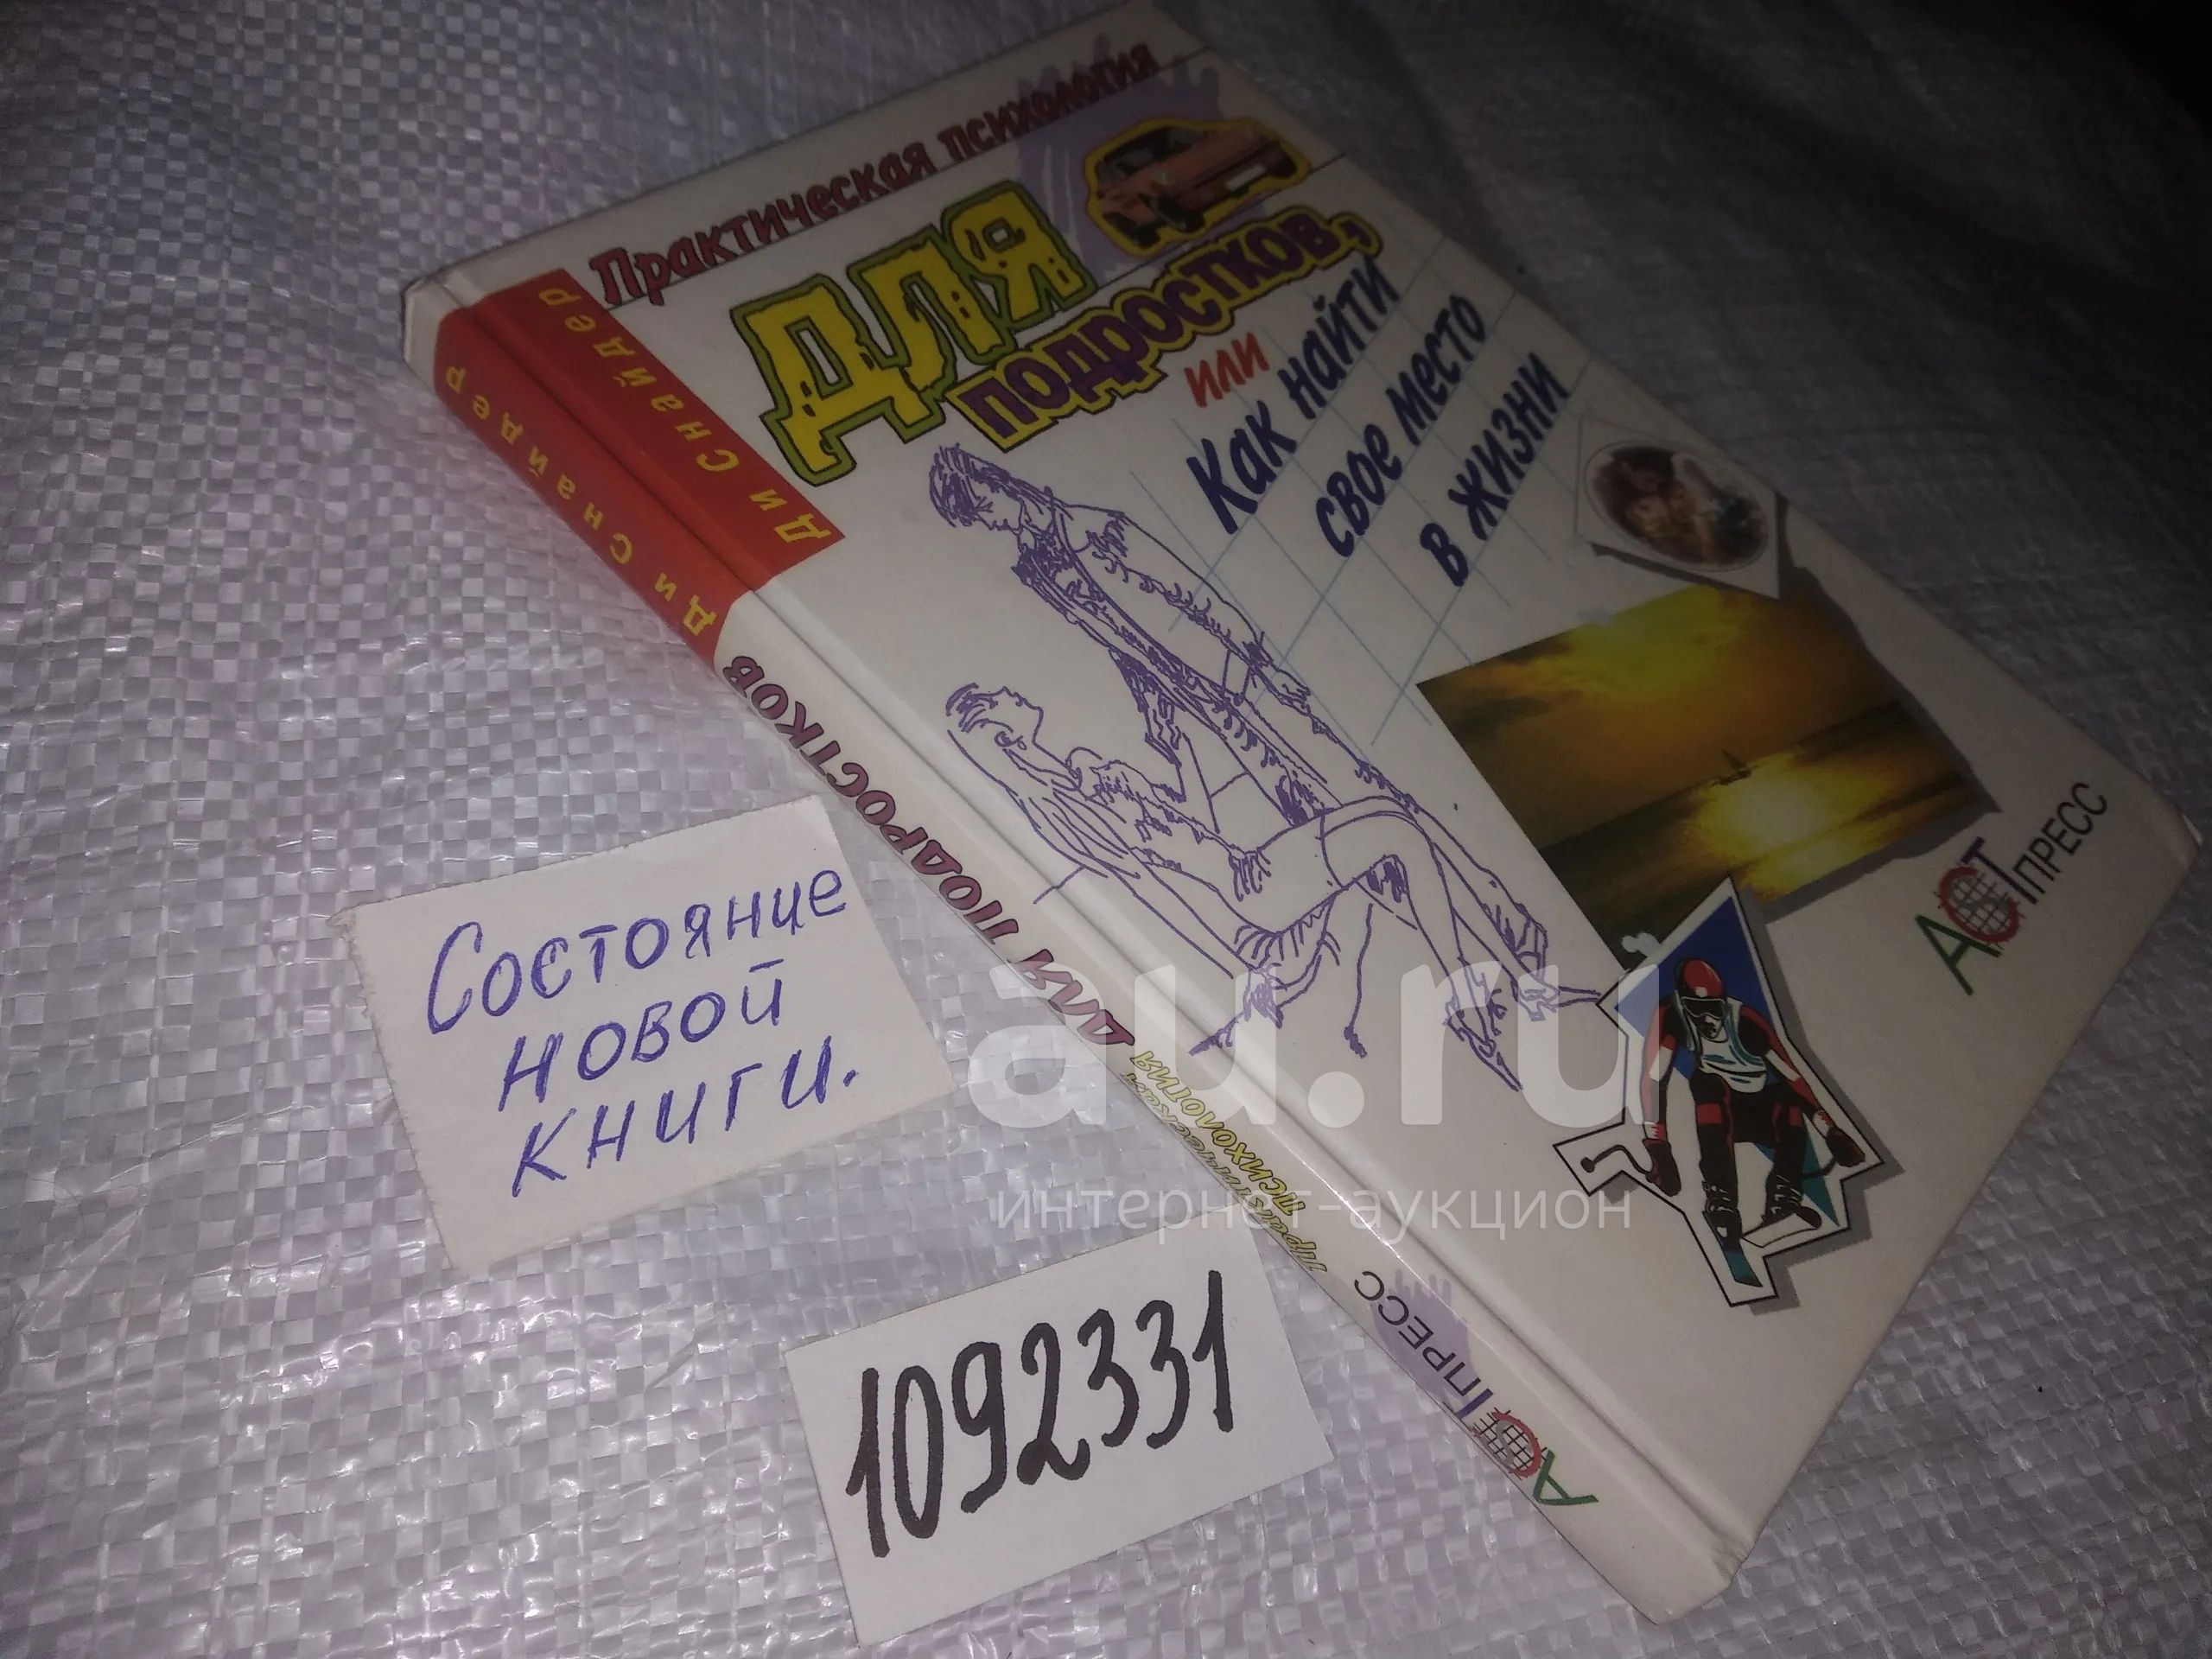 Практическая психология
Для
подростков,
или
Как найти
свое место
в жизни
Ди Снайдер
АСТ ПРЕСС
Ди Снайдер
Для подростков
Практическая
психология
АСТ ПРЕСС
Состояние
новой
книги.
1092331
au.ru
интернет-аукцион